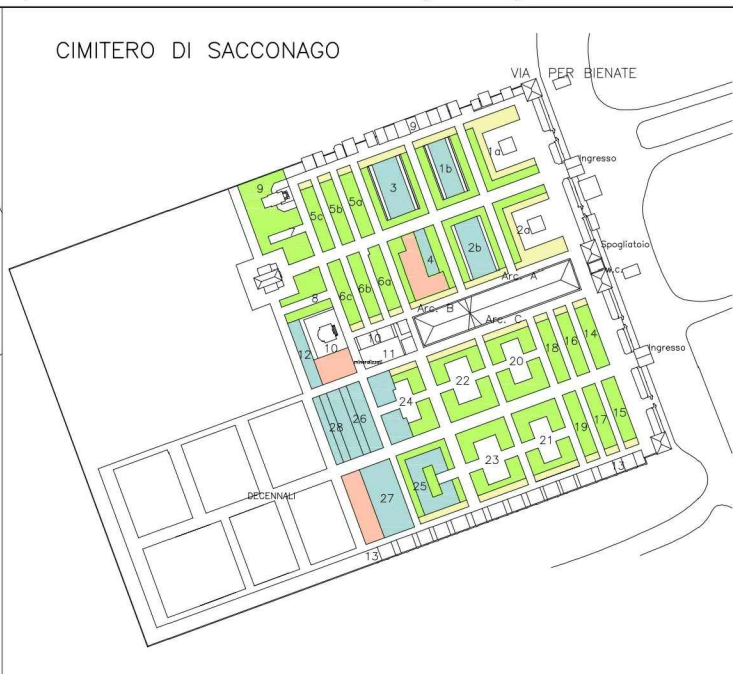 CIMITERO DI SACCONAGO
VIA PER BIENATE
9
1a
Ingresso
1b
3
9
5a
5b
5c
7
2a
Spogliatoio
w.c.
2b
4
Arc. A
6a
6b
6c
8
Arc. B
Arc. C
10
10
11
12
14
16
18
Ingresso
20
22
24
26
28
15
17
19
21
23
25
27
13
DECENNALI
13